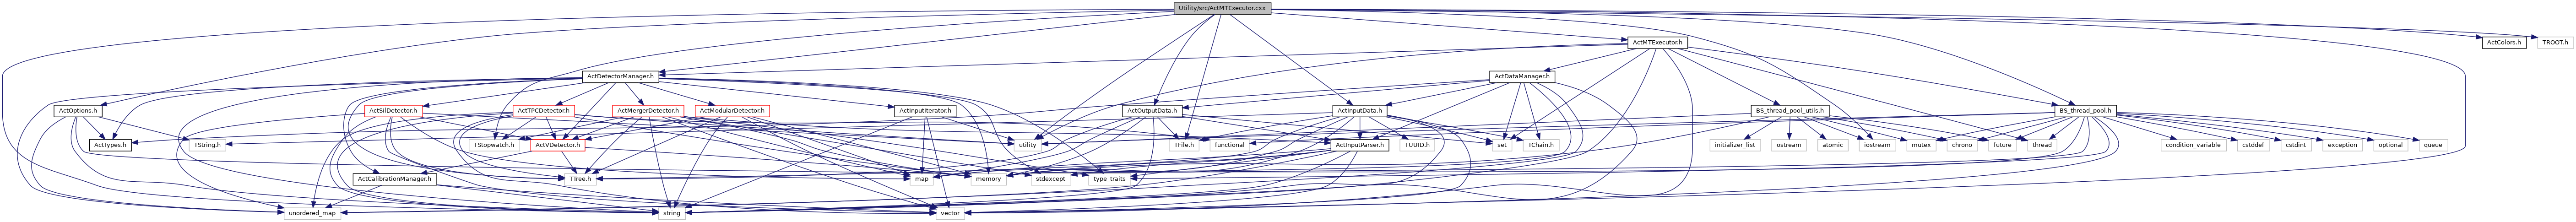 Utility/src/ActMTExecutor.cxx
ActMTExecutor.h
ActColors.h
TROOT.h
ActDetectorManager.h
ActDataManager.h
ActOptions.h
ActSilDetector.h
ActTPCDetector.h
ActMergerDetector.h
ActModularDetector.h
ActInputIterator.h
ActOutputData.h
ActInputData.h
BS_thread_pool_utils.h
BS_thread_pool.h
ActTypes.h
TString.h
TStopwatch.h
ActVDetector.h
utility
TFile.h
functional
ActInputParser.h
TUUID.h
set
TChain.h
initializer_list
ostream
atomic
iostream
mutex
chrono
future
thread
condition_variable
cstddef
cstdint
exception
optional
queue
ActCalibrationManager.h
TTree.h
map
memory
stdexcept
type_traits
unordered_map
string
vector